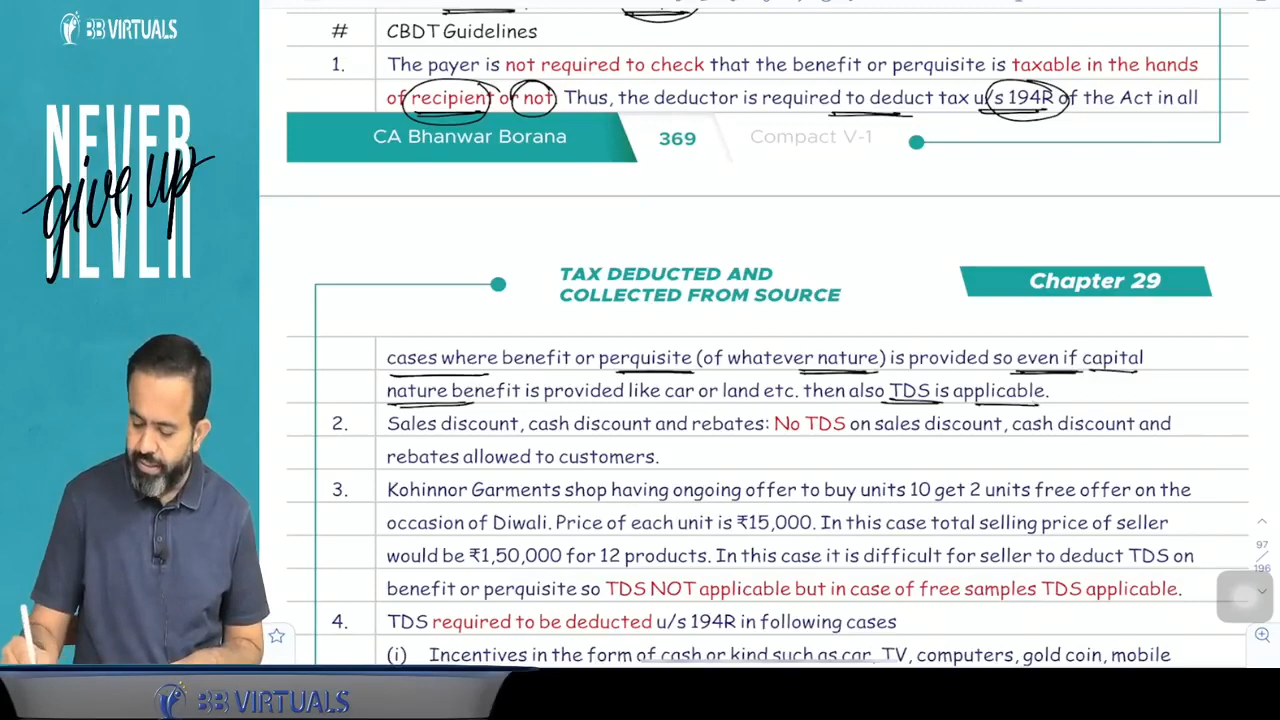 BB VIRTUALS
NEVER
give up
NEVER
# CBDT Guidelines
1. The payer is not required to check that the benefit or perquisite is taxable in the hands
of recipient or not. Thus, the deductor is required to deduct tax u/s 194R of the Act in all
CA Bhanwar Borana 369 Compact V-1
TAX DEDUCTED AND
COLLECTED FROM SOURCE
Chapter 29
cases where benefit or perquisite (of whatever nature) is provided so even if capital
nature benefit is provided like car or land etc. then also TDS is applicable.
2. Sales discount, cash discount and rebates: No TDS on sales discount, cash discount and
rebates allowed to customers.
3. Kohinnor Garments shop having ongoing offer to buy units 10 get 2 units free offer on the
occasion of Diwali. Price of each unit is ₹15,000. In this case total selling price of seller
would be ₹1,50,000 for 12 products. In this case it is difficult for seller to deduct TDS on
benefit or perquisite so TDS NOT applicable but in case of free samples TDS applicable.
4. TDS required to be deducted u/s 194R in following cases
(i) Incentives in the form of cash or kind such as car, TV, computers, gold coin, mobile
97
196
BB VIRTUALS